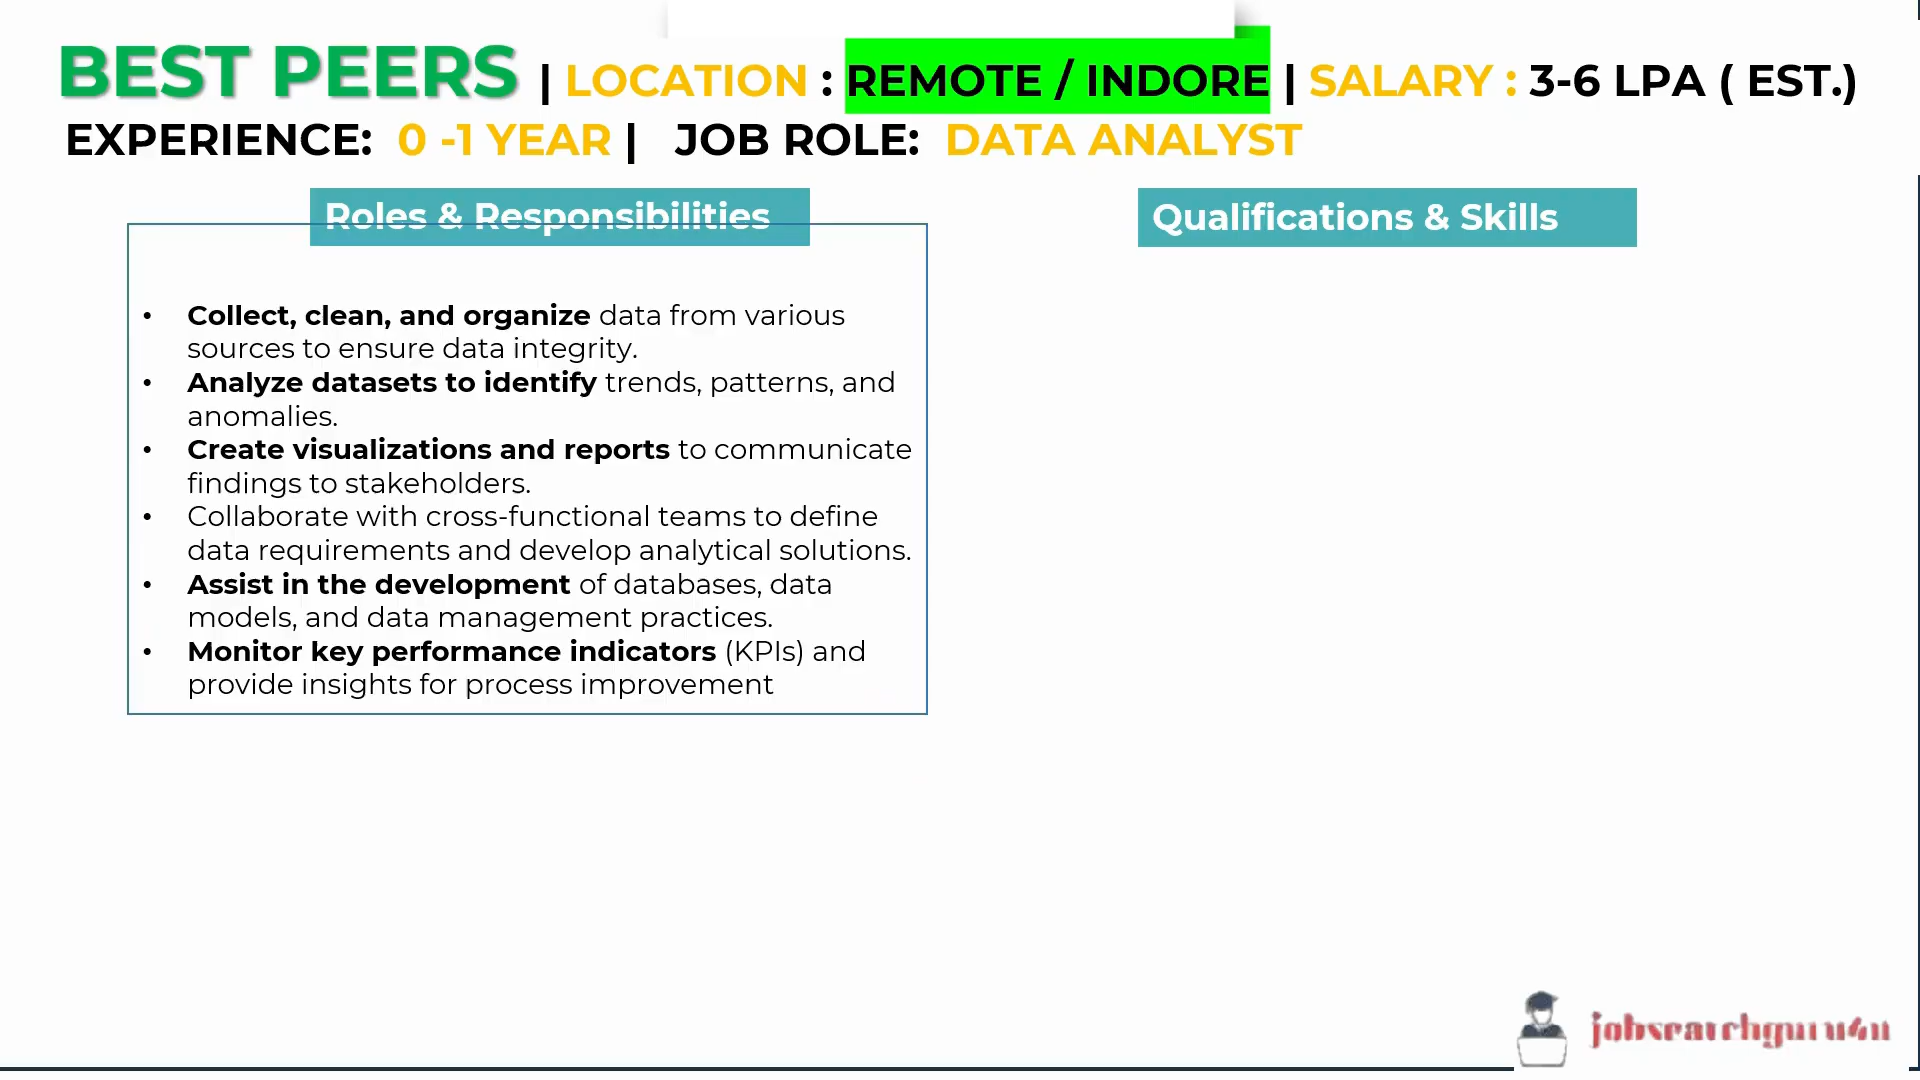 BEST PEERS | LOCATION : REMOTE / INDORE | SALARY : 3-6 LPA ( EST.)
EXPERIENCE: 0 -1 YEAR | JOB ROLE: DATA ANALYST
Roles & Responsibilities
• Collect, clean, and organize data from various
sources to ensure data integrity.
• Analyze datasets to identify trends, patterns, and
anomalies.
• Create visualizations and reports to communicate
findings to stakeholders.
• Collaborate with cross-functional teams to define
data requirements and develop analytical solutions.
• Assist in the development of databases, data
models, and data management practices.
• Monitor key performance indicators (KPIs) and
provide insights for process improvement
Qualifications & Skills
jobsearchguru4u